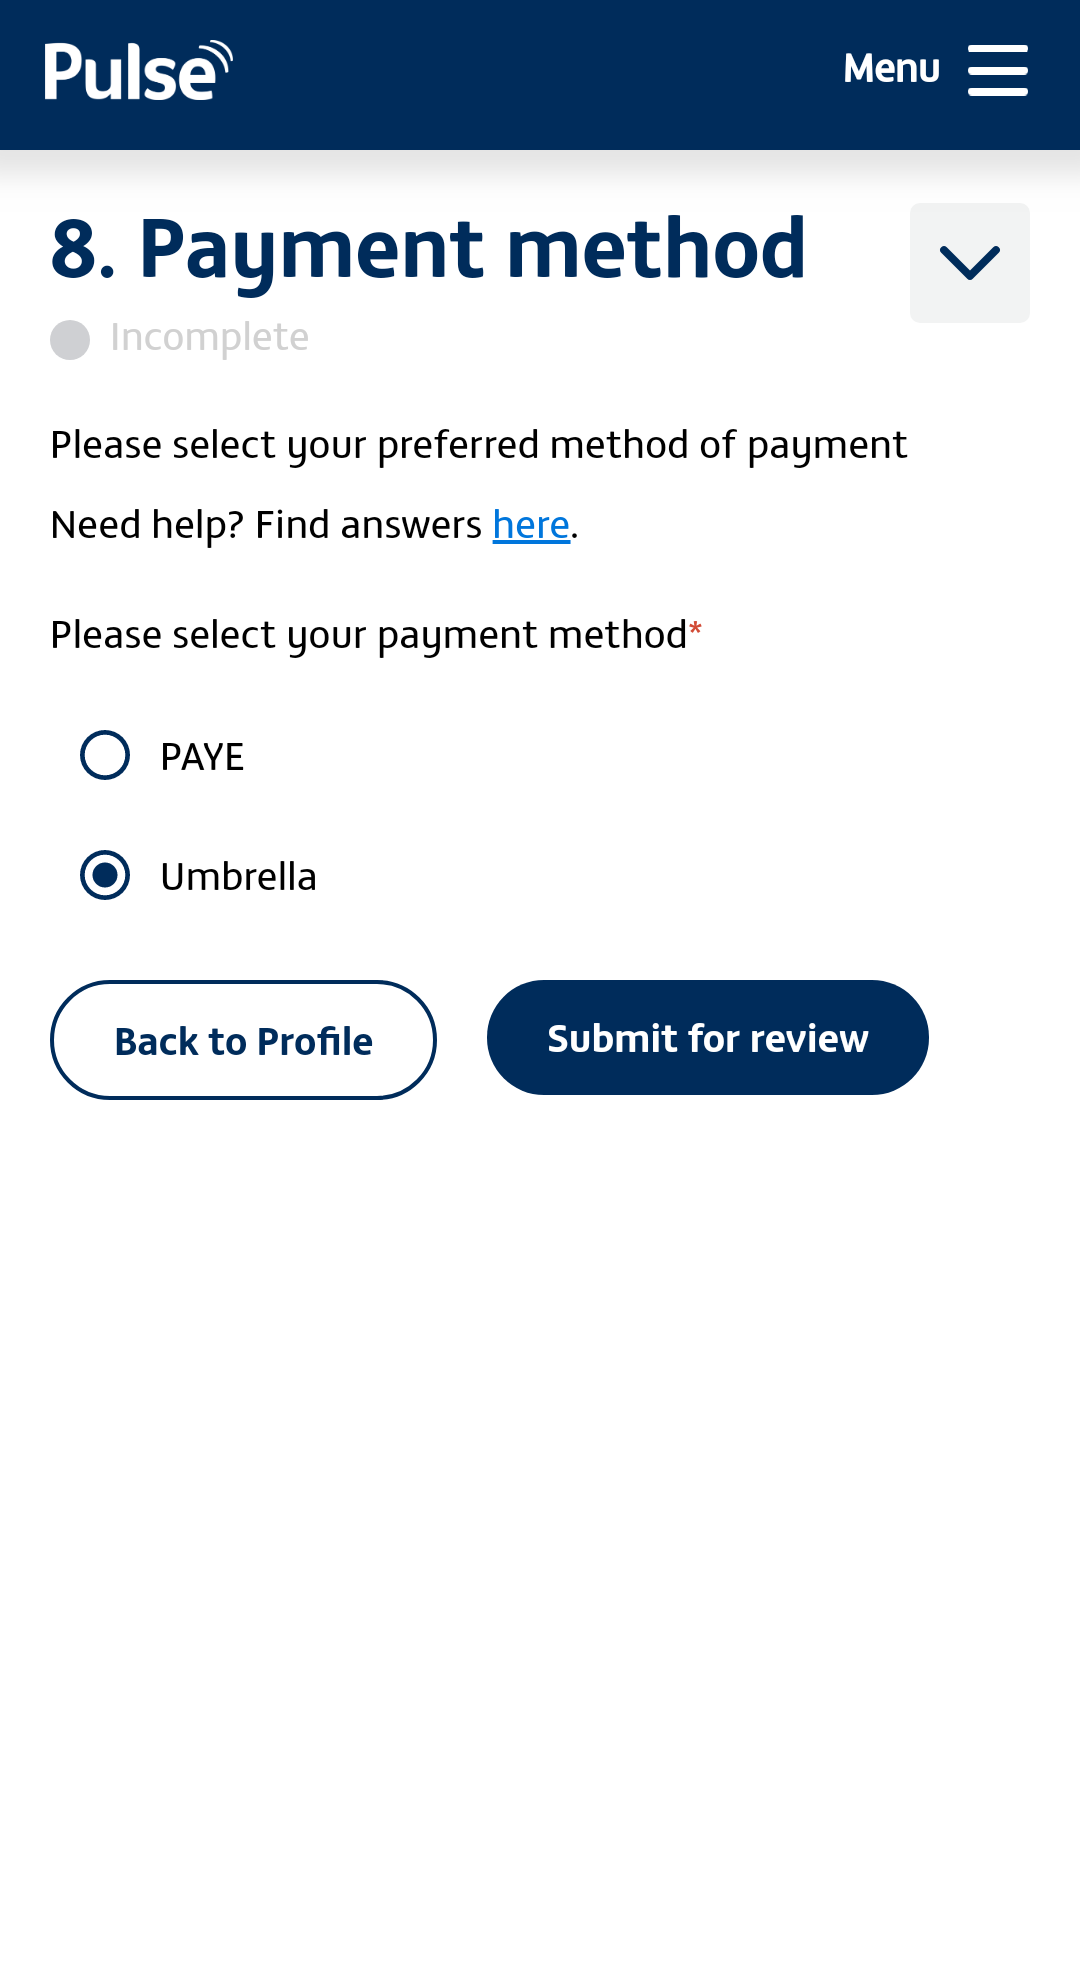 Pulse
Menu
8. Payment method
Incomplete
Please select your preferred method of payment
Need help? Find answers here.
Please select your payment method*
PAYE
Umbrella
Back to Profile
Submit for review